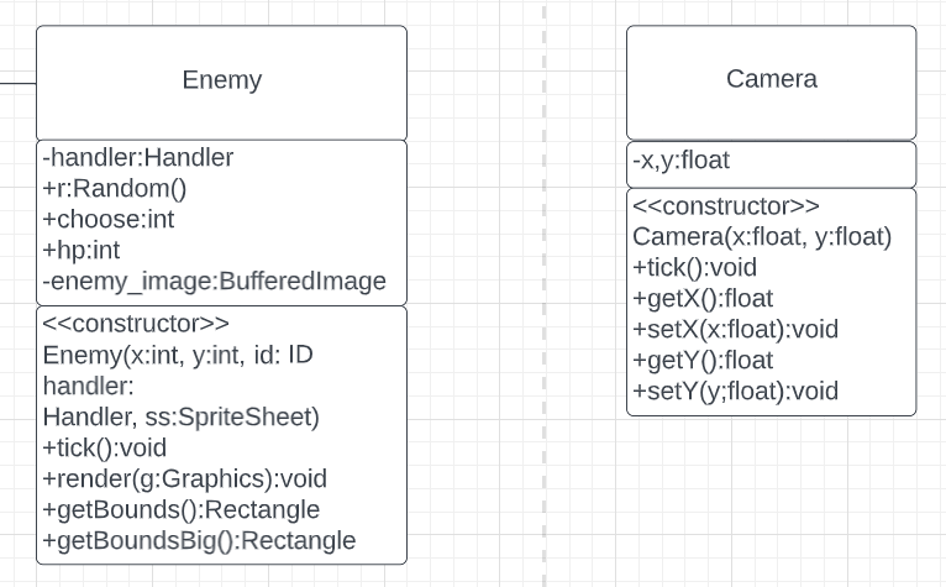 Enemy
-handler:Handler
+r:Random()
+choose:int
+hp:int
-enemy_image:BufferedImage
<<constructor>>
Enemy(x:int, y:int, id: ID
handler:
Handler, ss:SpriteSheet)
+tick():void
+render(g:Graphics):void
+getBounds():Rectangle
+getBoundsBig():Rectangle
Camera
-x,y:float
<<constructor>>
Camera(x:float, y:float)
+tick():void
+getX():float
+setX(x:float):void
+getY():float
+setY(y;float):void